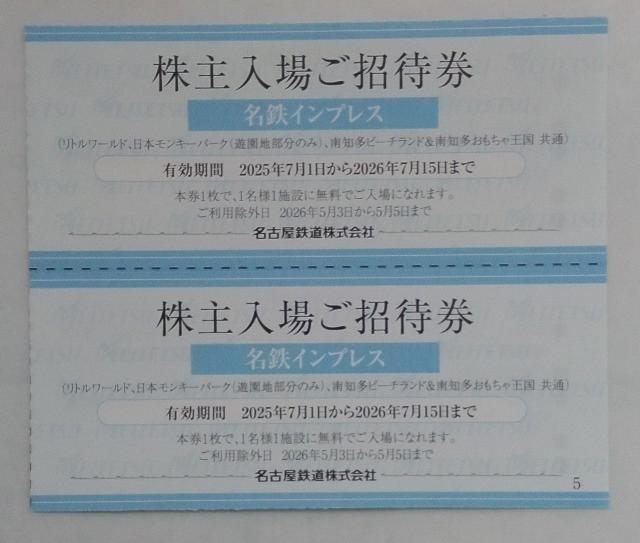 株主入場ご招待券
名鉄インプレス
(リトルワールド、日本モンキーパーク(遊園地部分のみ)、南知多ビーチランド&南知多おもちゃ王国 共通)
有効期間 2025年7月1日から2026年7月15日まで
本券1枚で、1名様1施設に無料でご入場になれます。
ご利用除外日 2026年5月3日から5月5日まで
名古屋鉄道株式会社
株主入場ご招待券
名鉄インプレス
(リトルワールド、日本モンキーパーク(遊園地部分のみ)、南知多ビーチランド&南知多おもちゃ王国 共通)
有効期間 2025年7月1日から2026年7月15日まで
本券1枚で、1名様1施設に無料でご入場になれます。
ご利用除外日 2026年5月3日から5月5日まで
名古屋鉄道株式会社
5